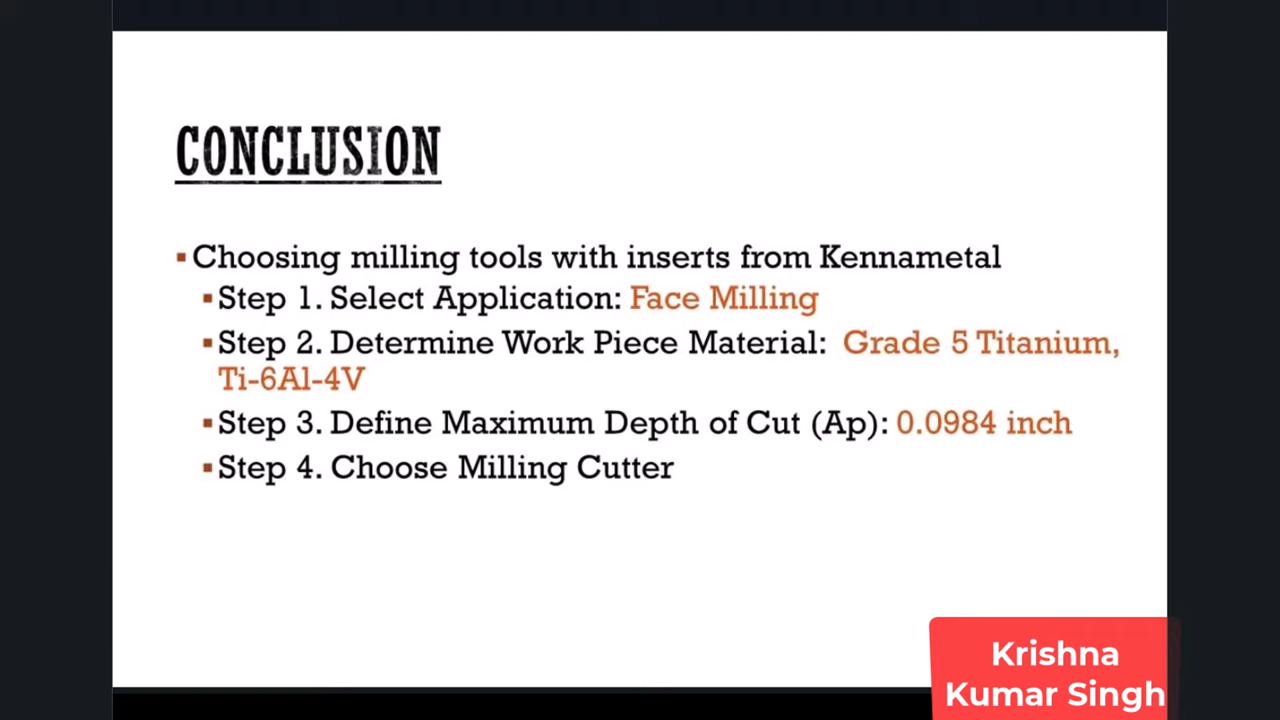 CONCLUSION
Choosing milling tools with inserts from Kennametal
Step 1. Select Application: Face Milling
Step 2. Determine Work Piece Material: Grade 5 Titanium,
Ti-6Al-4V
Step 3. Define Maximum Depth of Cut (Ap): 0.0984 inch
Step 4. Choose Milling Cutter
Krishna
Kumar Singh